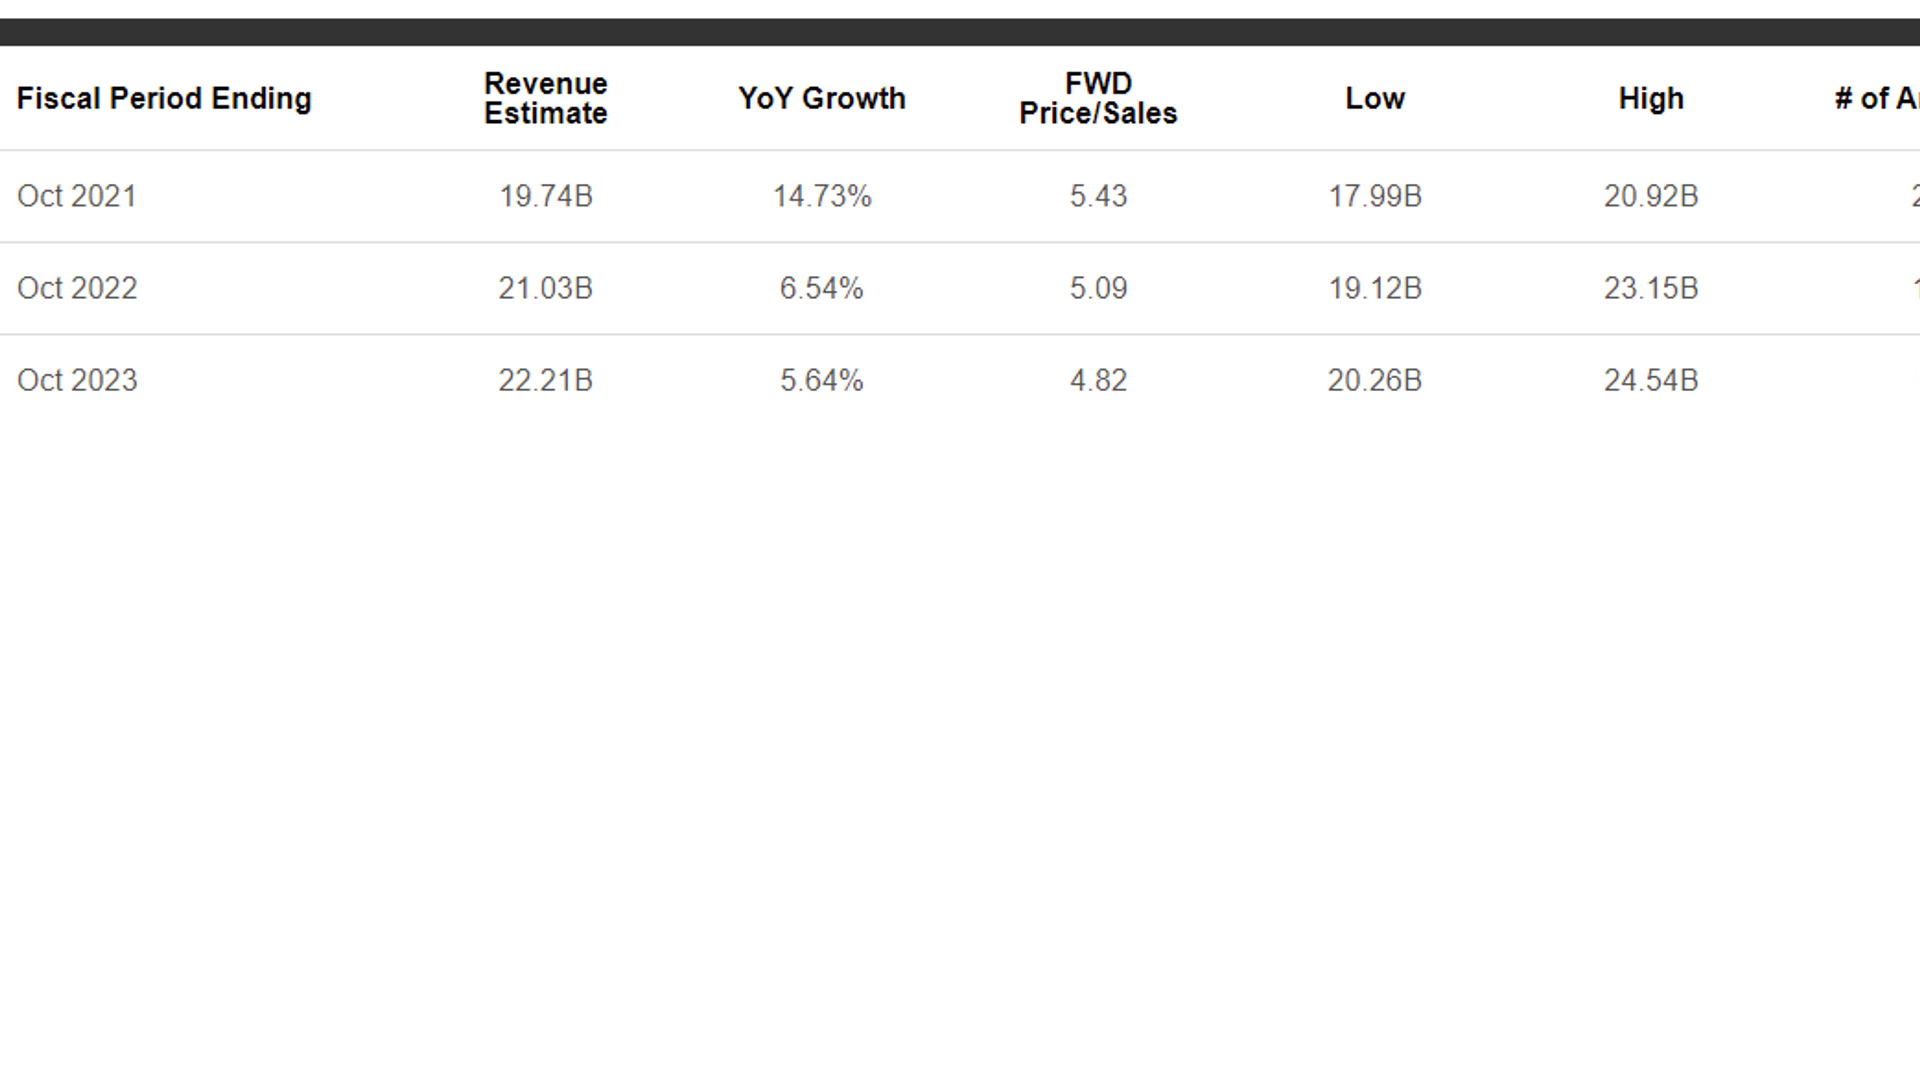 Fiscal Period Ending Revenue Estimate YoY Growth FWD Price/Sales Low High # of
Oct 2021 19.74B 14.73% 5.43 17.99B 20.92B
Oct 2022 21.03B 6.54% 5.09 19.12B 23.15B
Oct 2023 22.21B 5.64% 4.82 20.26B 24.54B